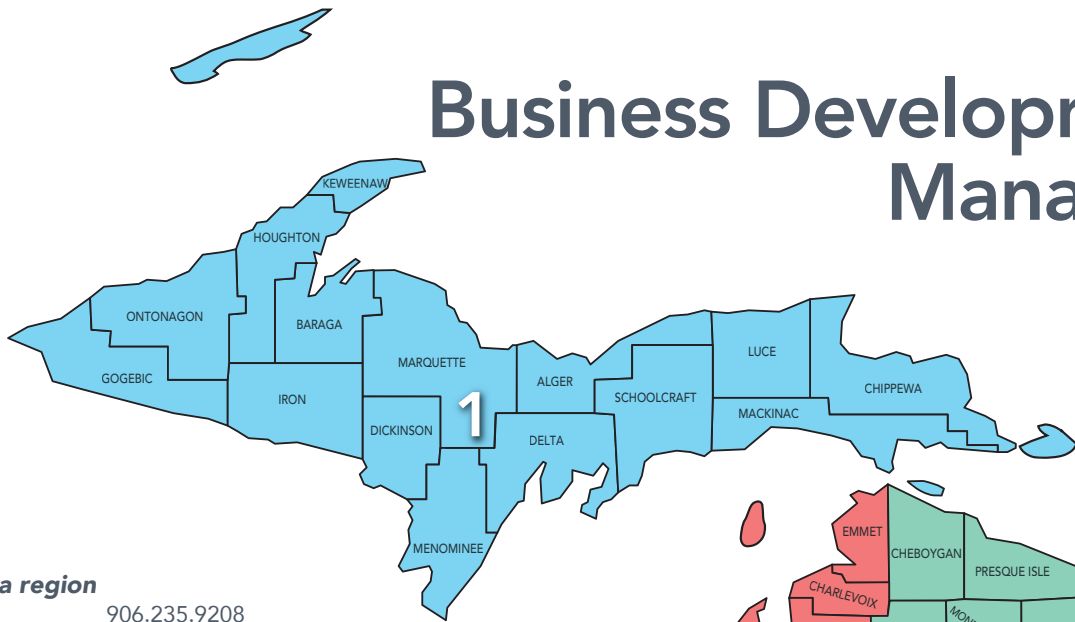 Business Develop
Mana
KEWEENAW
HOUGHTON
ONTONAGON
BARAGA
MARQUETTE
LUCE
GOGEBIC
ALGER
CHIPPEWA
IRON
SCHOOLCRAFT
1
MACKINAC
DICKINSON
DELTA
EMMET
MENOMINEE
CHEBOYGAN
PRESQUE ISLE
a region
CHARLEVOIX
906.235.9208